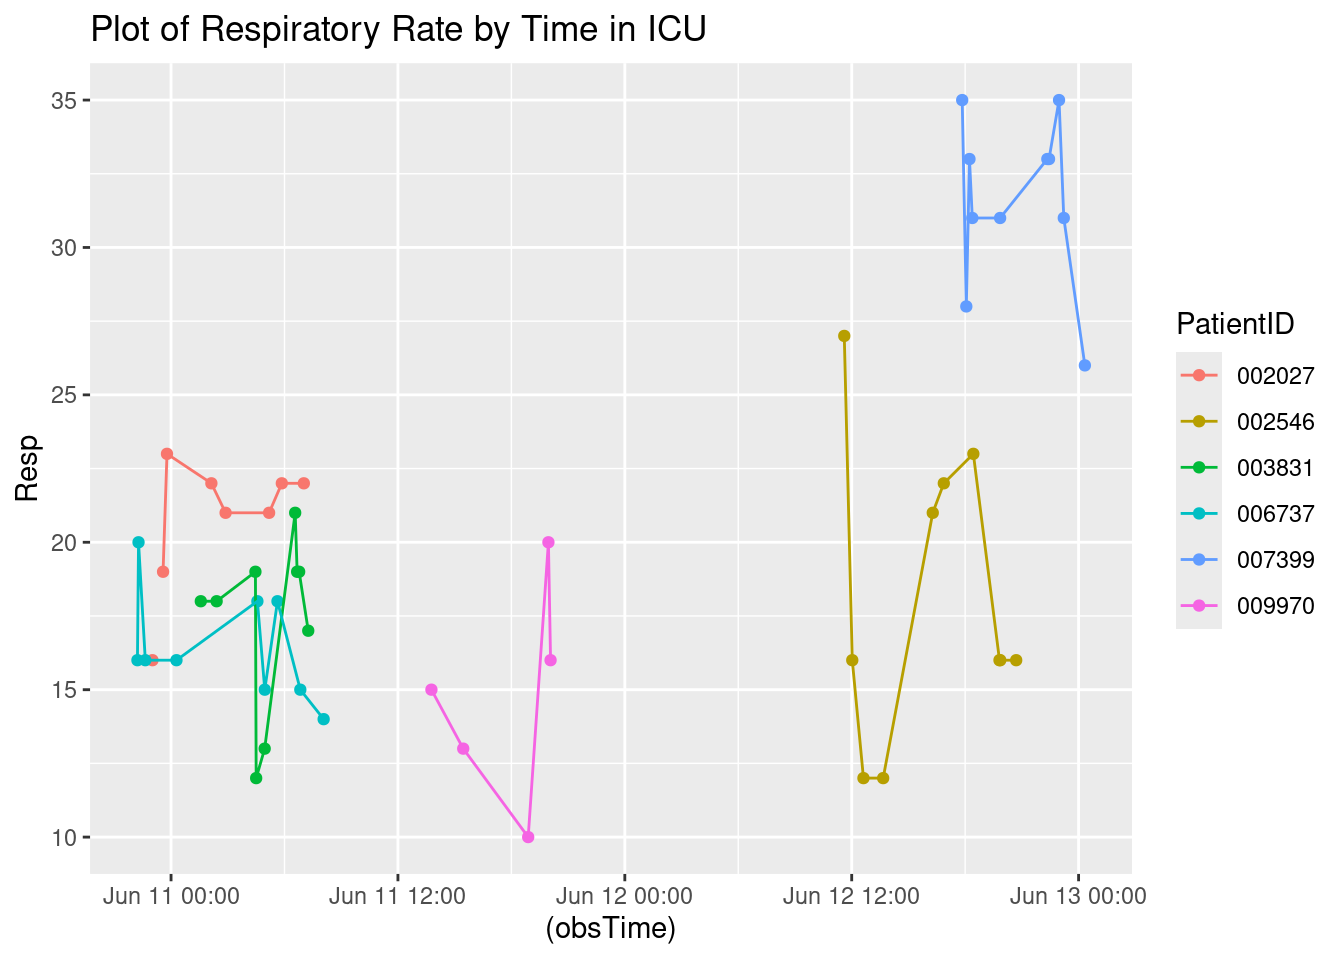 Plot of Respiratory Rate by Time in ICU
35
30
25
20
15
10
Resp
Jun 11 00:00
Jun 11 12:00
Jun 12 00:00
Jun 12 12:00
Jun 13 00:00
(obsTime)
PatientID
002027
002546
003831
006737
007399
009970